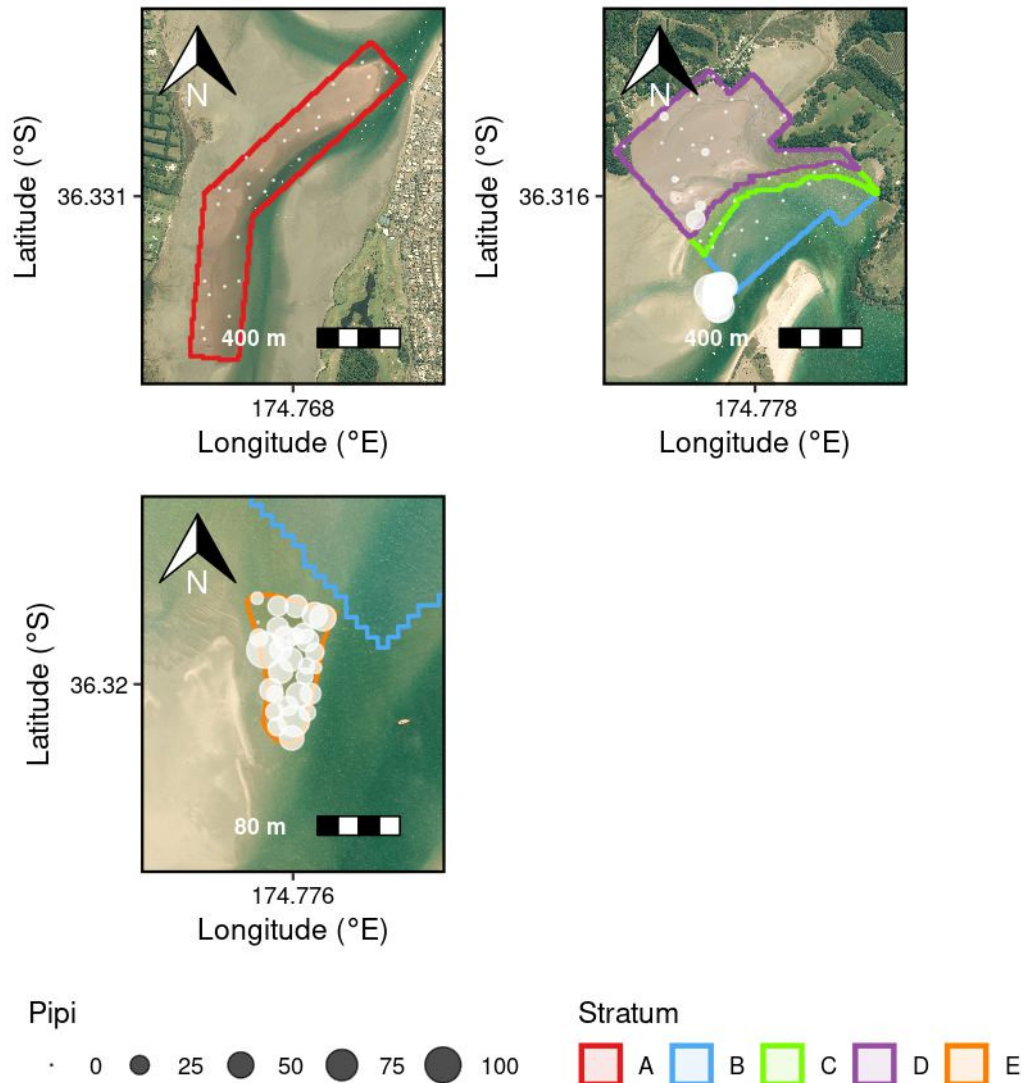 N
400 m
Latitude (°S)
36.331
174.768
Longitude (°E)
N
400 m
Latitude (°S)
36.316
174.778
Longitude (°E)
N
80 m
Latitude (°S)
36.32
174.776
Longitude (°E)
Pipi
0 25 50 75 100
Stratum
A B C D E